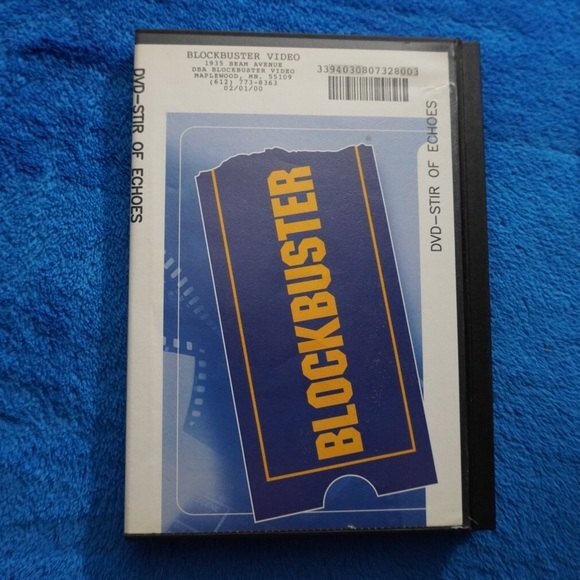 BLOCKBUSTER VIDEO
1935 BEAM AVENUE
DBA BLOCKBUSTER VIDEO
MAPLEWOOD, MN, 55109
(612) 773-8363
02/01/00
3394030807328003
DVD-STIR OF ECHOES
DVD-STIR OF ECHOES
BLOCKBUSTER